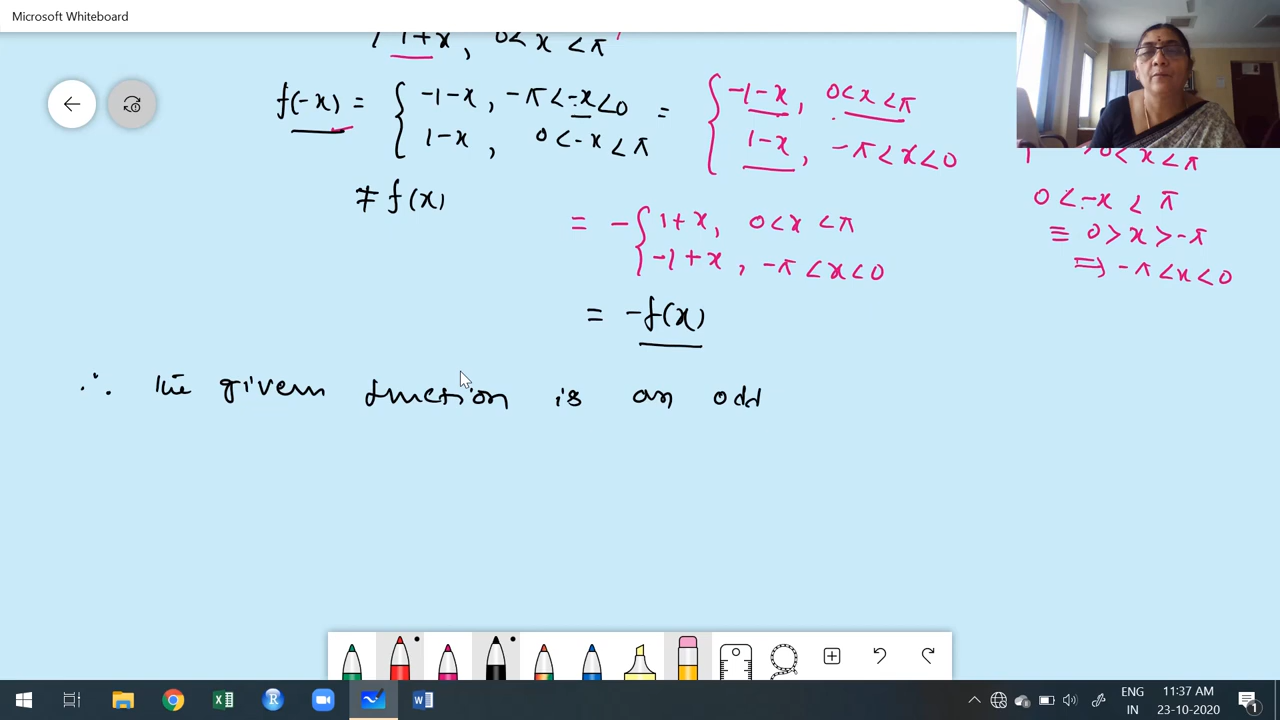 Microsoft Whiteboard
1+x, 0<x<π
f(-x) = { -1-x, -π<-x<0 = { -1-x, 0<x<π
1-x, 0<-x<π 1-x, -π<x<0
0<x<π
≠ f(x)
0<-x<π
= -{ 1+x, 0<x<π
≡ 0>x>-π
-1+x, -π<x<0
⇒ -π<x<0
= -f(x)
∴ The given function is an odd
ENG 11:37 AM
IN 23-10-2020
1